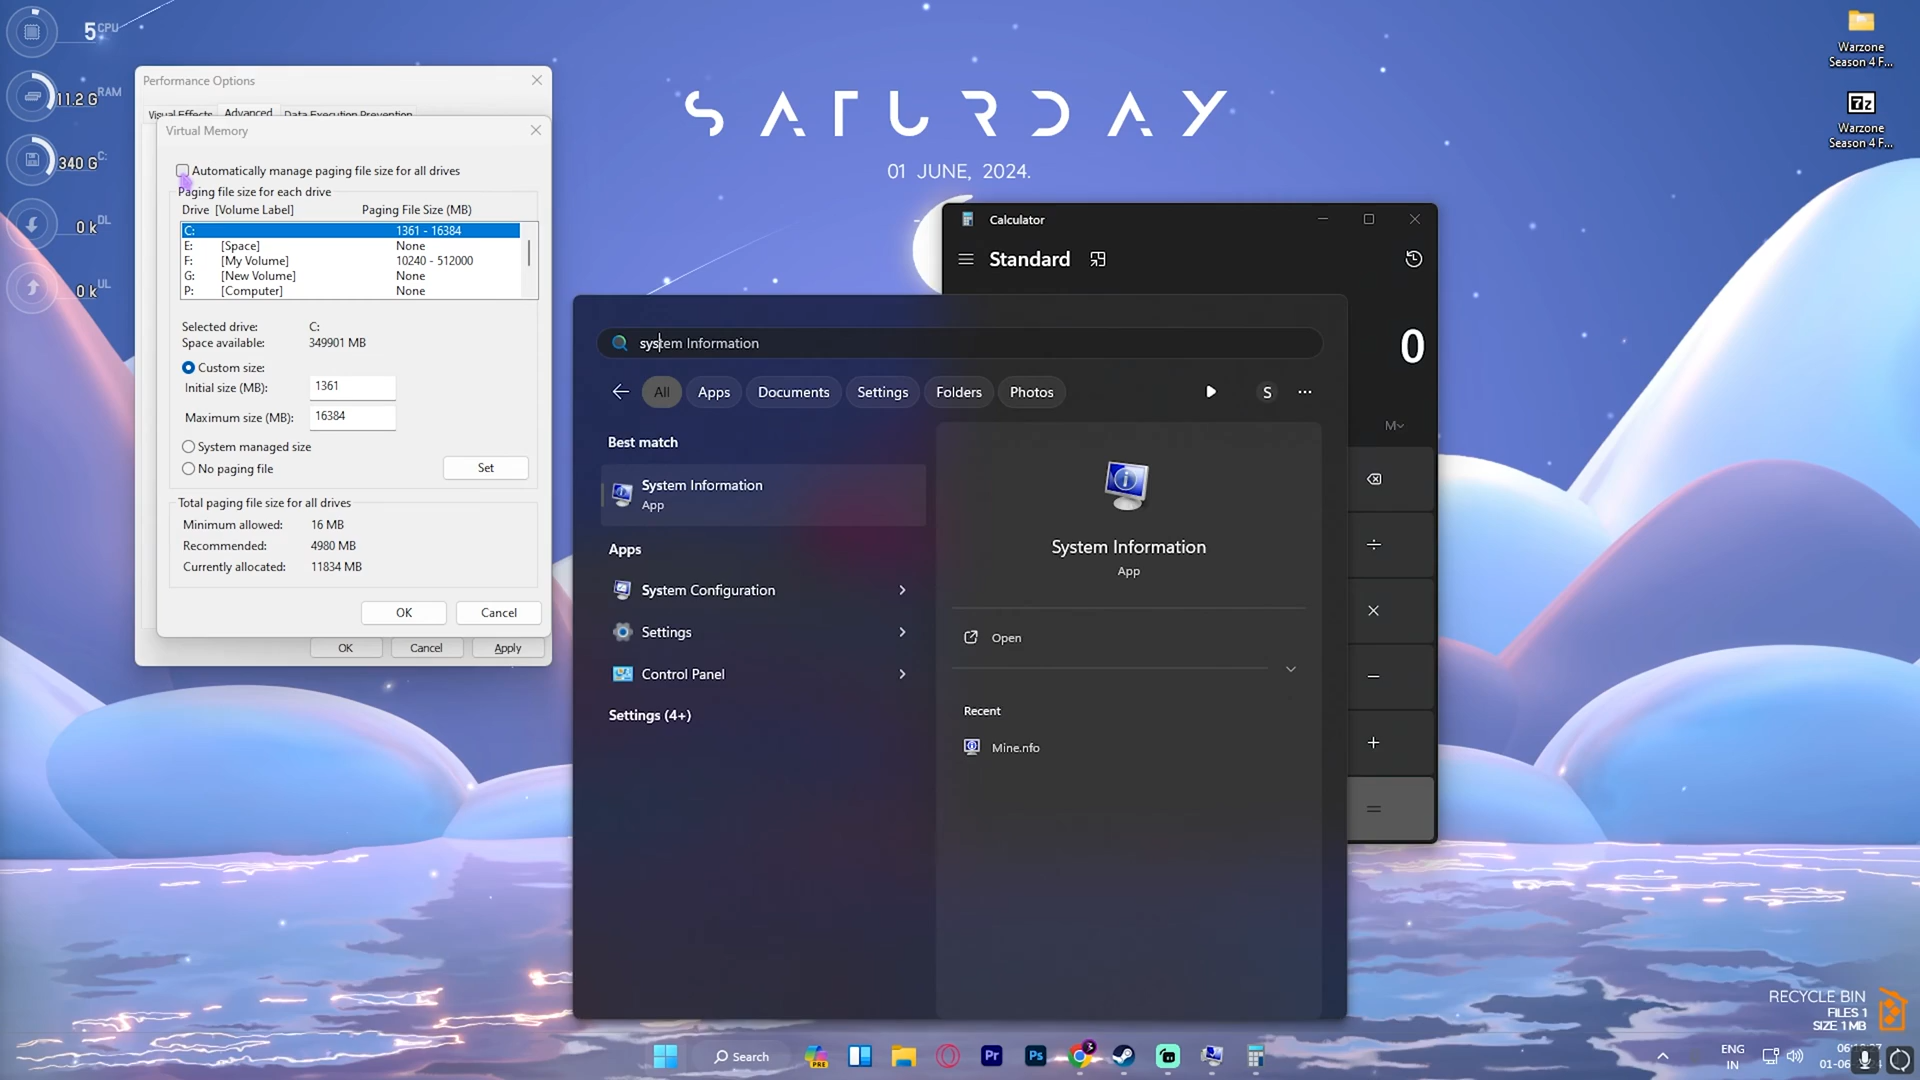 5 CPU
11.2 G RAM
340 G C:
0 k DL
0 k UL
Performance Options
Visual Effects Advanced Data Execution Prevention
Virtual Memory
Automatically manage paging file size for all drives
Paging file size for each drive
Drive [Volume Label] Paging File Size (MB)
C: 1361 - 16384
E: [Space] None
F: [My Volume] 10240 - 512000
G: [New Volume] None
P: [Computer] None
Selected drive: C:
Space available: 349901 MB
Custom size:
Initial size (MB): 1361
Maximum size (MB): 16384
System managed size
No paging file
Set
Total paging file size for all drives
Minimum allowed: 16 MB
Recommended: 4980 MB
Currently allocated: 11834 MB
OK Cancel
OK Cancel Apply
SATURDAY
01 JUNE, 2024.
Warzone
Season 4 F...
7z
Warzone
Season 4 F...
Calculator
Standard
0
M
system Information
All Apps Documents Settings Folders Photos S
Best match
System Information
App
Apps
System Configuration
Settings
Control Panel
Settings (4+)
System Information
App
Open
Recent
Mine.nfo
RECYCLE BIN
FILES 1
SIZE 1 MB
Search
PRE
Pr
Ps
3
ENG
IN